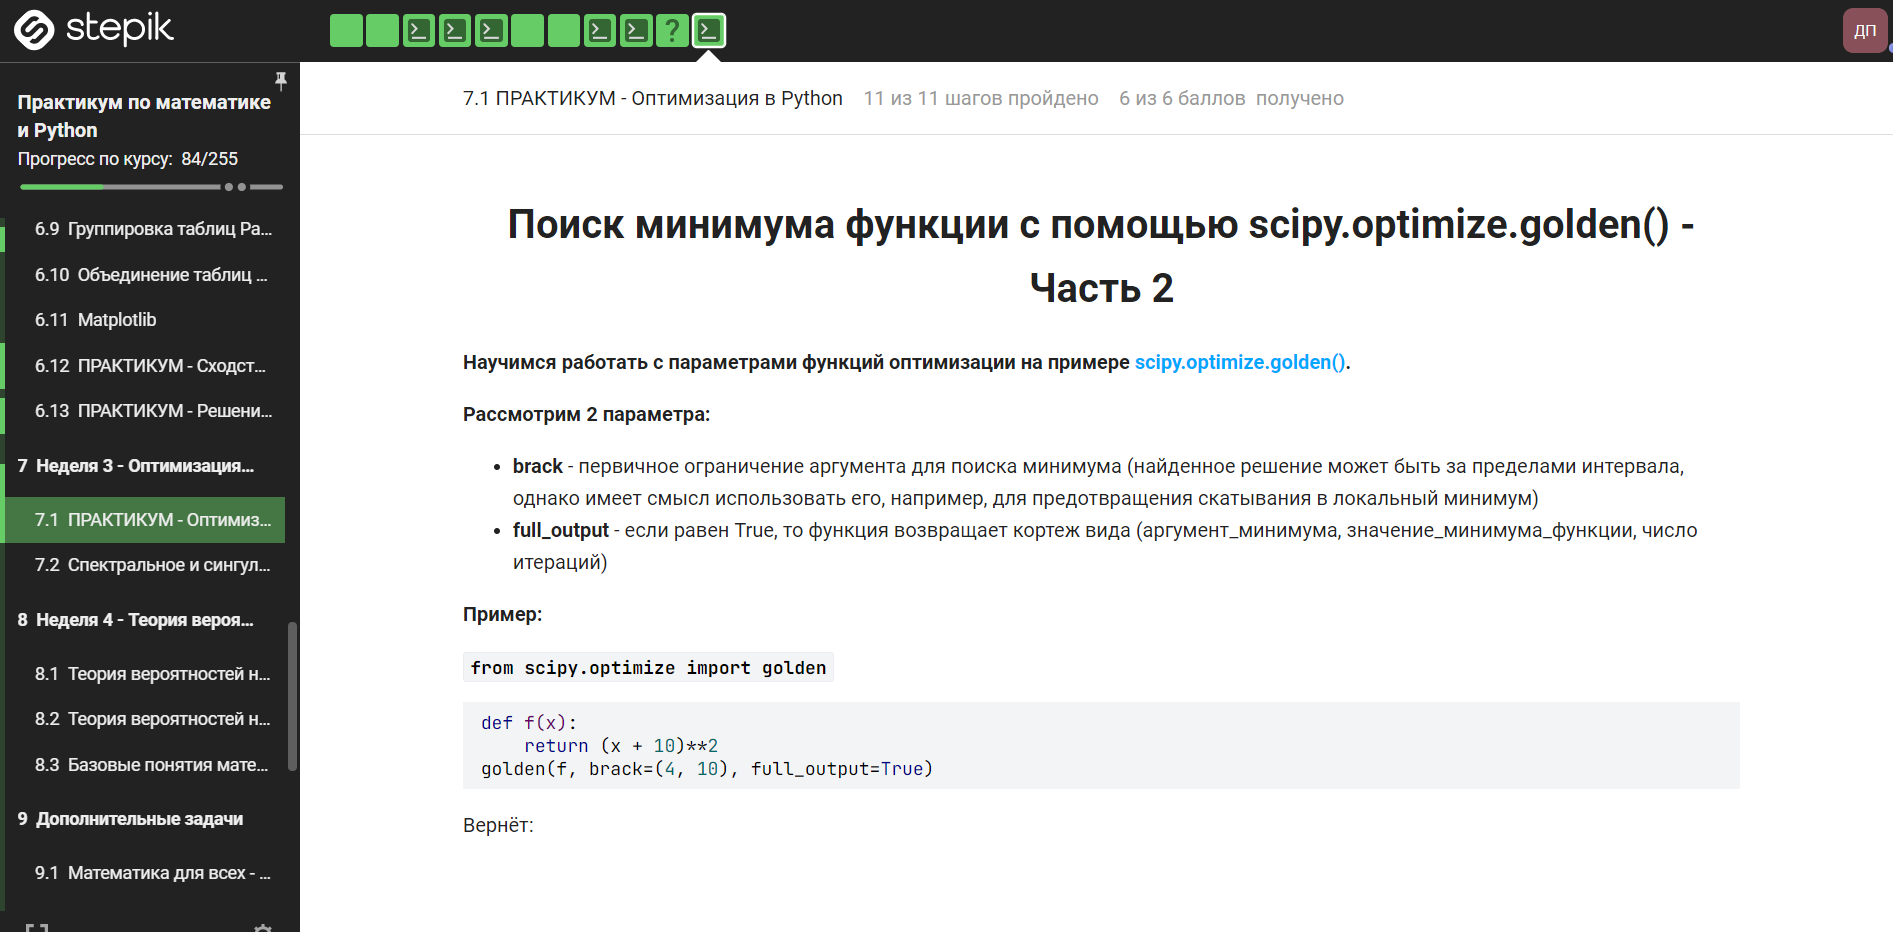 stepik
?
ДП
Практикум по математике
и Python
Прогресс по курсу: 84/255
6.9 Группировка таблиц Pa...
6.10 Объединение таблиц ...
6.11 Matplotlib
6.12 ПРАКТИКУМ - Сходст...
6.13 ПРАКТИКУМ - Решени...
7 Неделя 3 - Оптимизация...
7.1 ПРАКТИКУМ - Оптимиз...
7.2 Спектральное и сингул...
8 Неделя 4 - Теория вероя...
8.1 Теория вероятностей н...
8.2 Теория вероятностей н...
8.3 Базовые понятия мате...
9 Дополнительные задачи
9.1 Математика для всех - ...
7.1 ПРАКТИКУМ - Оптимизация в Python 11 из 11 шагов пройдено 6 из 6 баллов получено
Поиск минимума функции с помощью scipy.optimize.golden() -
Часть 2
Научимся работать с параметрами функций оптимизации на примере scipy.optimize.golden().
Рассмотрим 2 параметра:
• brack - первичное ограничение аргумента для поиска минимума (найденное решение может быть за пределами интервала,
однако имеет смысл использовать его, например, для предотвращения скатывания в локальный минимум)
• full_output - если равен True, то функция возвращает кортеж вида (аргумент_минимума, значение_минимума_функции, число
итераций)
Пример:
from scipy.optimize import golden
def f(x):
    return (x + 10)**2
golden(f, brack=(4, 10), full_output=True)
Вернёт: